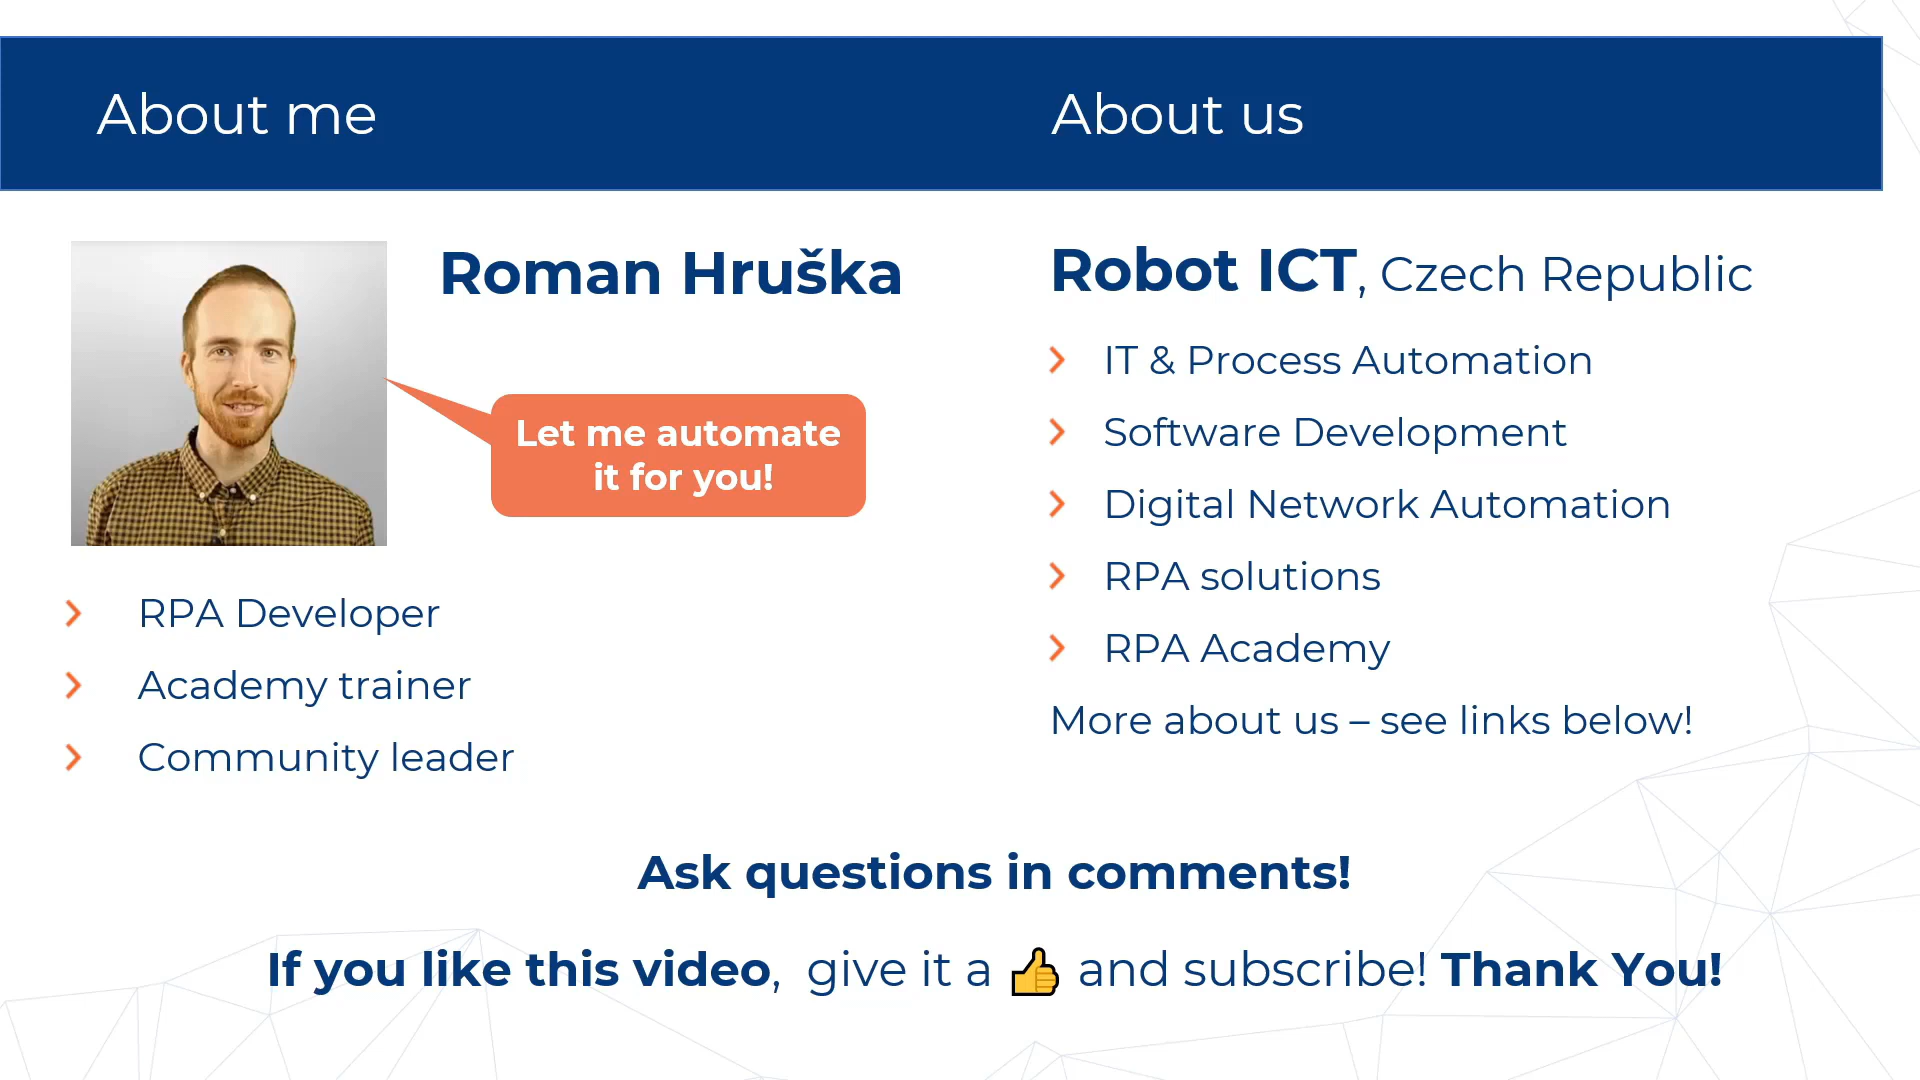 About me
About us
Roman Hruška
Let me automate
it for you!
RPA Developer
Academy trainer
Community leader
Robot ICT, Czech Republic
IT & Process Automation
Software Development
Digital Network Automation
RPA solutions
RPA Academy
More about us – see links below!
Ask questions in comments!
If you like this video, give it a 👍 and subscribe! Thank You!